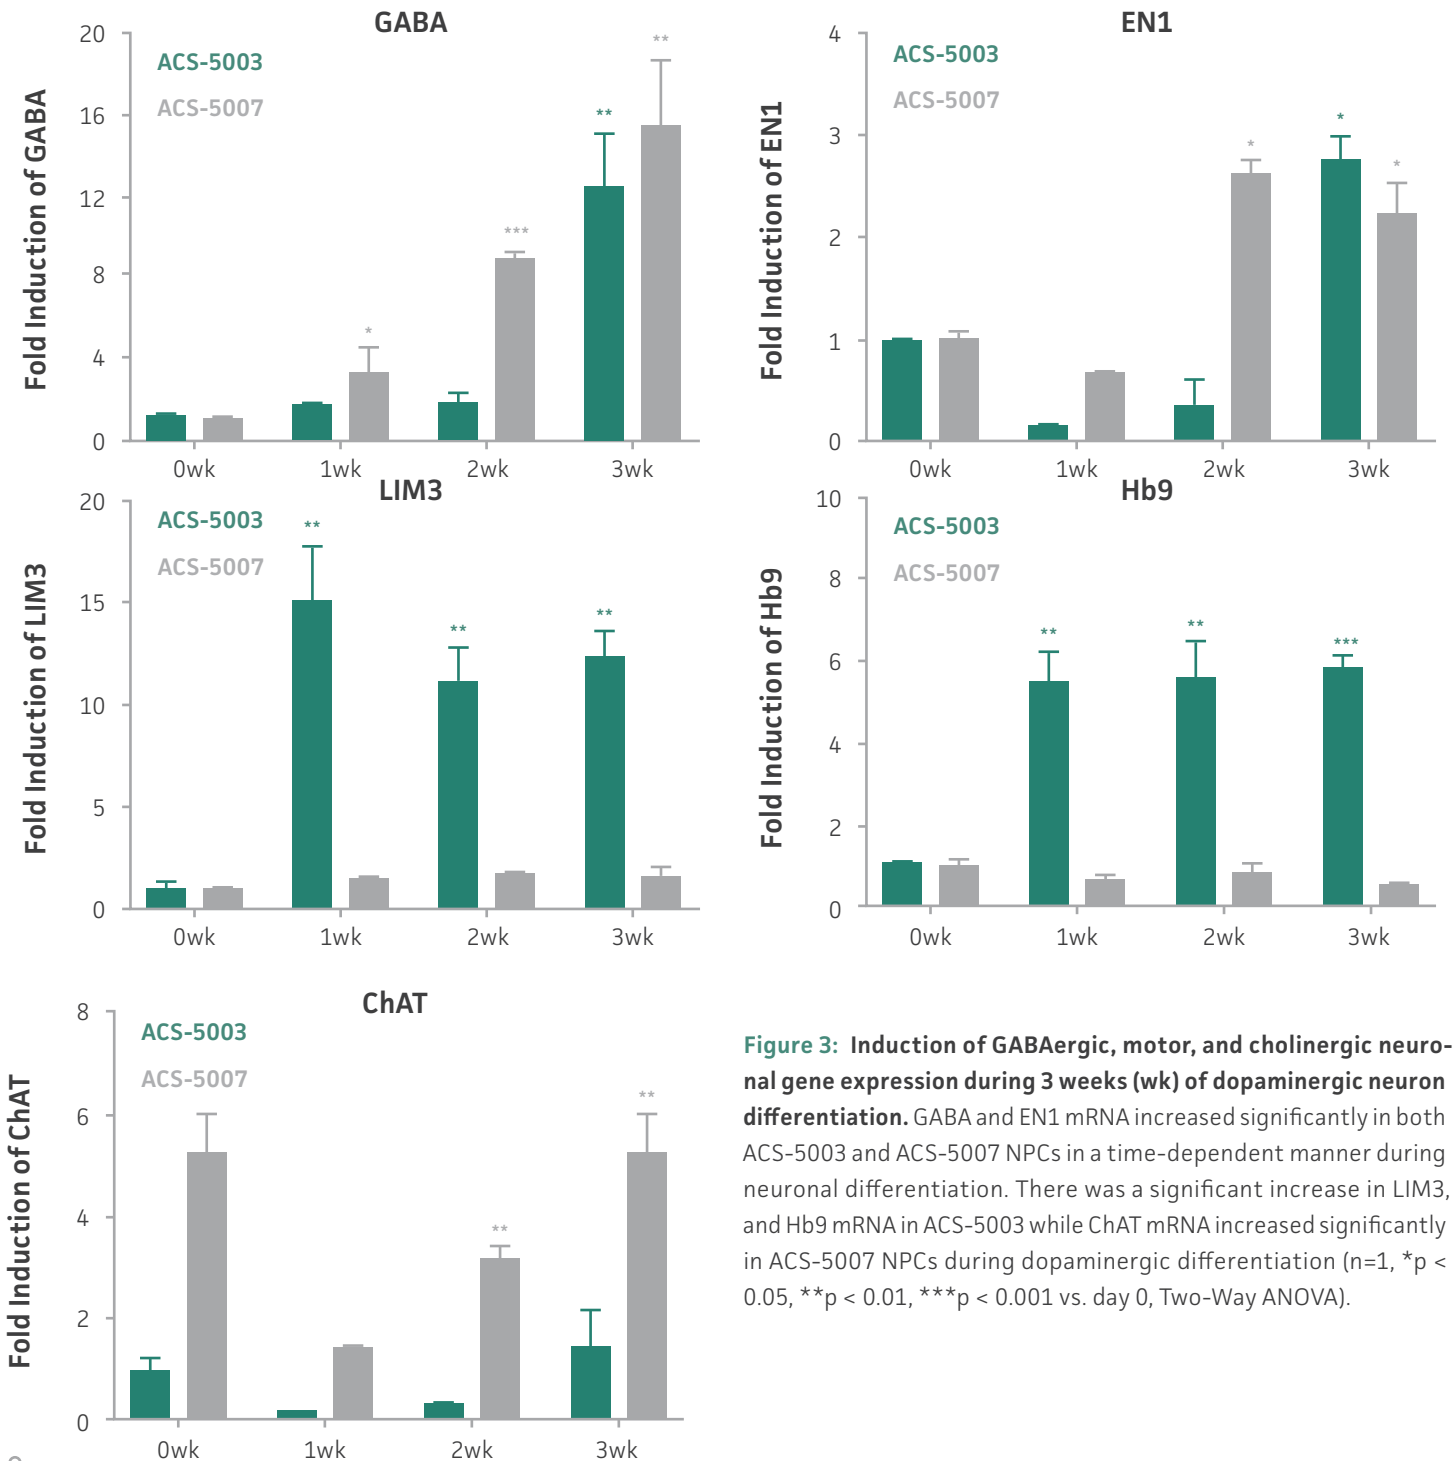 GABA
ACS-5003
ACS-5007
Fold Induction of GABA
20
16
12
8
4
0
0wk 1wk 2wk 3wk
* *** ** **
EN1
ACS-5003
ACS-5007
Fold Induction of EN1
4
3
2
1
0
0wk 1wk 2wk 3wk
* * *
LIM3
ACS-5003
ACS-5007
Fold Induction of LIM3
20
15
10
5
0
0wk 1wk 2wk 3wk
** ** **
Hb9
ACS-5003
ACS-5007
Fold Induction of Hb9
10
8
6
4
2
0
0wk 1wk 2wk 3wk
** ** ***
ChAT
ACS-5003
ACS-5007
Fold Induction of ChAT
8
6
4
2
0
0wk 1wk 2wk 3wk
** **
Figure 3: Induction of GABAergic, motor, and cholinergic neuro-
nal gene expression during 3 weeks (wk) of dopaminergic neuron
differentiation. GABA and EN1 mRNA increased significantly in both
ACS-5003 and ACS-5007 NPCs in a time-dependent manner during
neuronal differentiation. There was a significant increase in LIM3,
and Hb9 mRNA in ACS-5003 while ChAT mRNA increased significantly
in ACS-5007 NPCs during dopaminergic differentiation (n=1, *p <
0.05, **p < 0.01, ***p < 0.001 vs. day 0, Two-Way ANOVA).